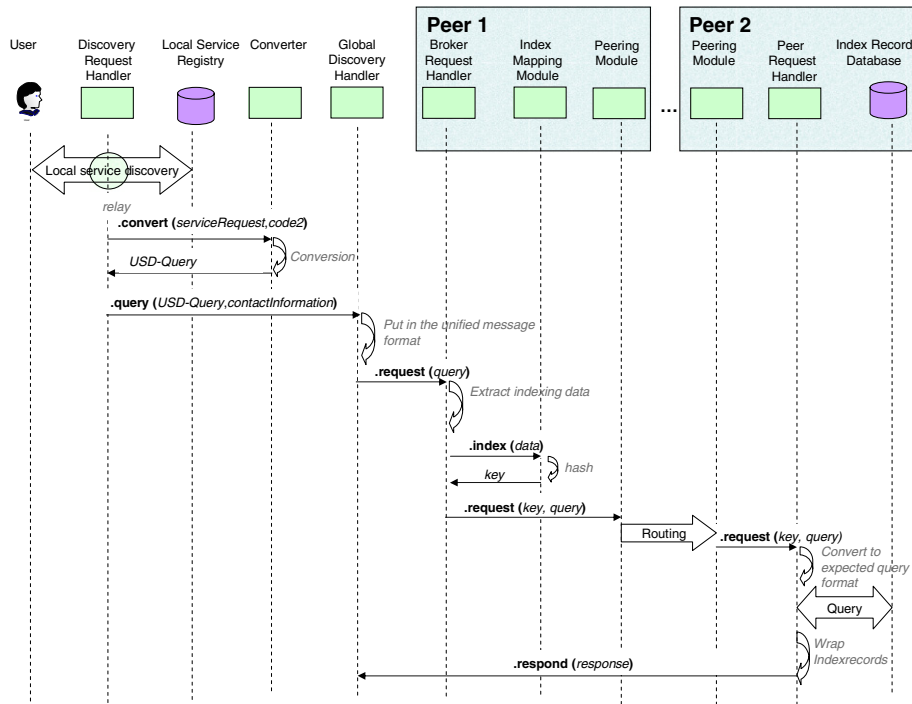 Peer 1
Peer 2
User
Discovery
Request
Handler
Local Service
Registry
Converter
Global
Discovery
Handler
Broker
Request
Handler
Index
Mapping
Module
Peering
Module
Peering
Module
Peer
Request
Handler
Index Record
Database
...
Local service discovery
relay
.convert (serviceRequest,code2)
Conversion
USD-Query
.query (USD-Query,contactInformation)
Put in the unified message
format
.request (query)
Extract indexing data
.index (data)
hash
key
.request (key, query)
Routing
.request (key, query)
Convert to
expected query
format
Query
Wrap
Indexrecords
.respond (response)